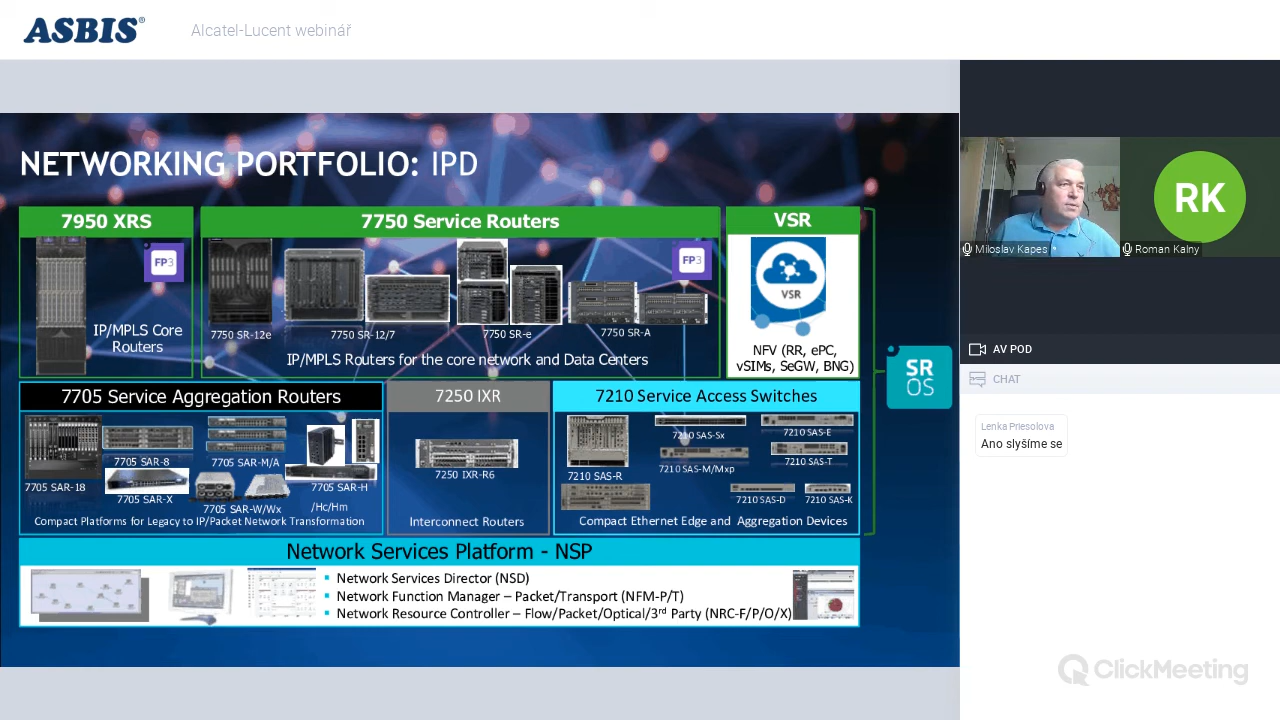 ASBIS®
Alcatel-Lucent webinář
NETWORKING PORTFOLIO: IPD
7950 XRS
FP3
IP/MPLS Core
Routers
7750 Service Routers
FP3
7750 SR-12e
7750 SR-12/7
7750 SR-e
7750 SR-A
IP/MPLS Routers for the core network and Data Centers
VSR
VSR
NFV (RR, ePC,
vSIMs, SeGW, BNG)
SR
OS
7705 Service Aggregation Routers
7705 SAR-18
7705 SAR-8
7705 SAR-X
7705 SAR-M/A
7705 SAR-W/Wx
7705 SAR-H
/Hc/Hm
Compact Platforms for Legacy to IP/Packet Network Transformation
7250 IXR
7250 IXR-R6
Interconnect Routers
7210 Service Access Switches
7210 SAS-R
7210 SAS-Sx
7210 SAS-M/Mxp
7210 SAS-E
7210 SAS-T
7210 SAS-D
7210 SAS-K
Compact Ethernet Edge and Aggregation Devices
Network Services Platform - NSP
Network Services Director (NSD)
Network Function Manager – Packet/Transport (NFM-P/T)
Network Resource Controller – Flow/Packet/Optical/3rd Party (NRC-F/P/O/X)
RK
Miloslav Kapes
Roman Kalny
AV POD
CHAT
Lenka Priesolova
Ano slyšíme se
ClickMeeting